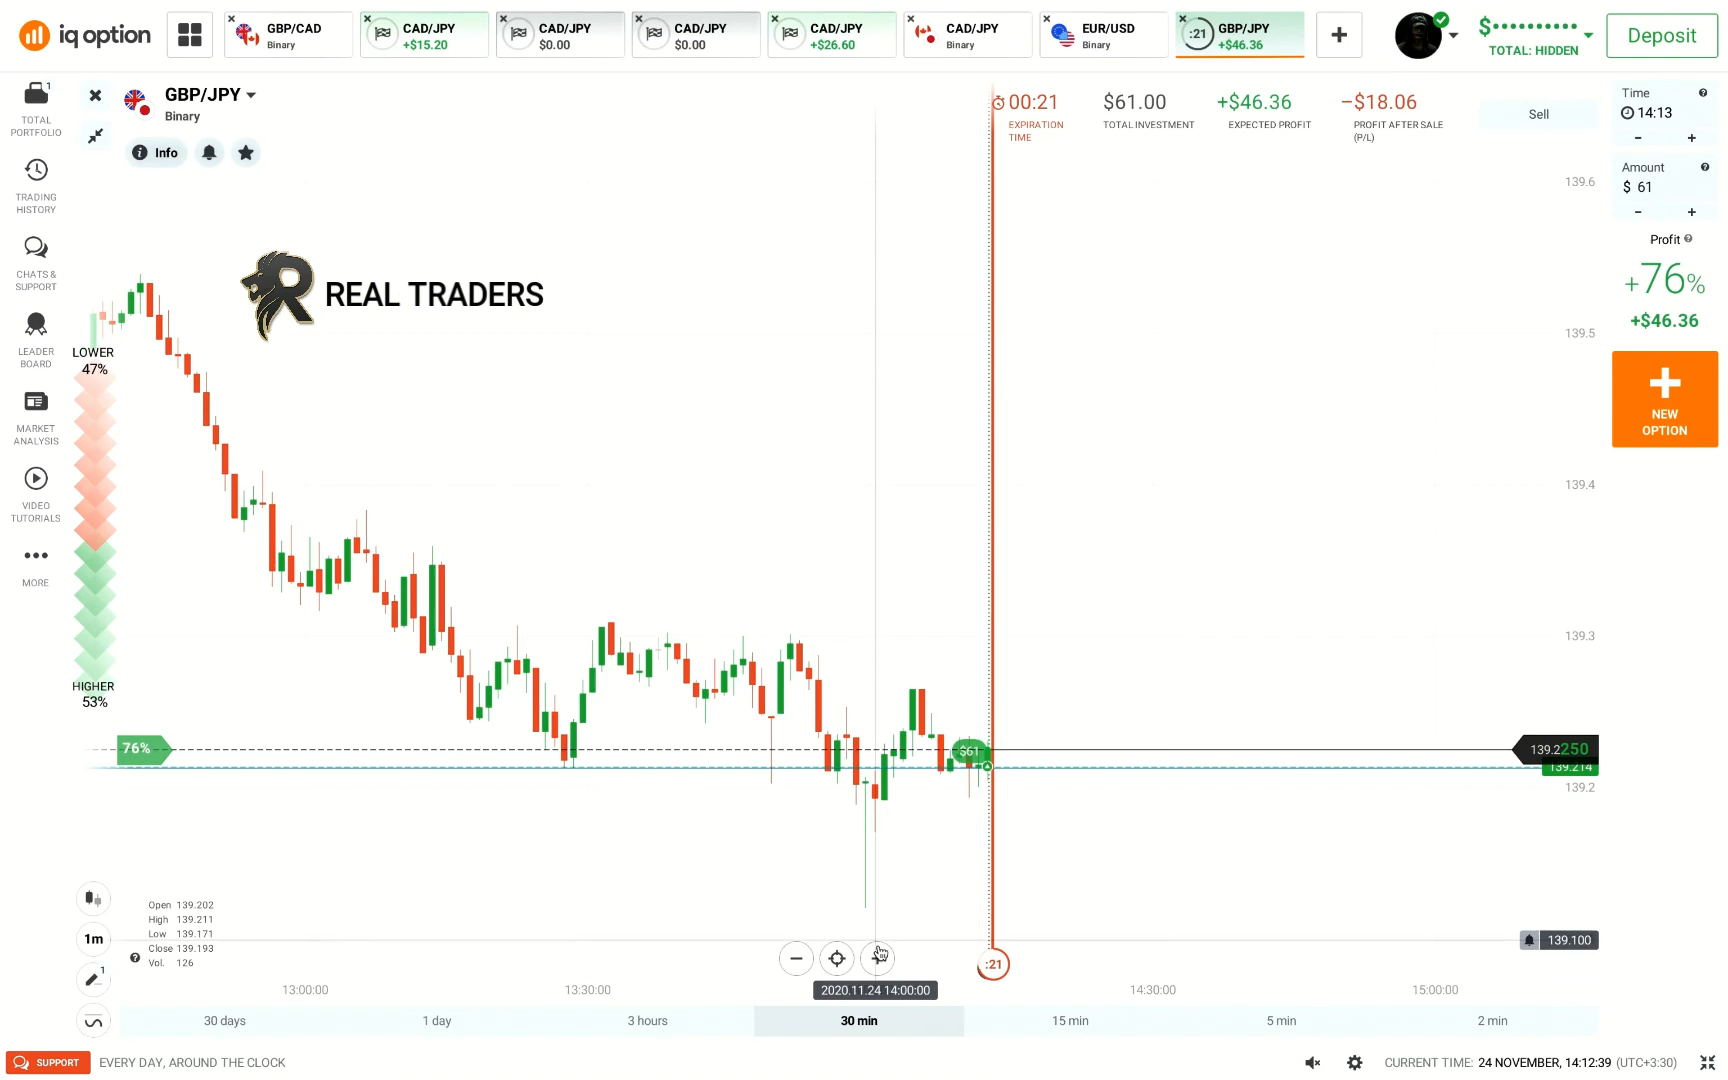 iq option
GBP/CAD
Binary
CAD/JPY
+$15.20
CAD/JPY
$0.00
CAD/JPY
$0.00
CAD/JPY
+$26.60
CAD/JPY
Binary
EUR/USD
Binary
:21
GBP/JPY
+$46.36
$
TOTAL: HIDDEN
Deposit
1
TOTAL
PORTFOLIO
TRADING
HISTORY
CHATS &
SUPPORT
LEADER
BOARD
MARKET
ANALYSIS
VIDEO
TUTORIALS
MORE
GBP/JPY
Binary
Info
00:21
EXPIRATION
TIME
$61.00
TOTAL INVESTMENT
+$46.36
EXPECTED PROFIT
−$18.06
PROFIT AFTER SALE
(P/L)
Sell
Time
14:13
- +
Amount
$ 61
- +
Profit
+76%
+$46.36
NEW
OPTION
REAL TRADERS
LOWER
47%
HIGHER
53%
76%
$61
139.6
139.5
139.4
139.3
139.2250
139.214
139.2
139.100
Open 139.202
High 139.211
Low 139.171
Close 139.193
Vol. 126
1m
1
:21
13:00:00
13:30:00
2020.11.24 14:00:00
14:30:00
15:00:00
30 days
1 day
3 hours
30 min
15 min
5 min
2 min
SUPPORT
EVERY DAY, AROUND THE CLOCK
CURRENT TIME: 24 NOVEMBER, 14:12:39 (UTC+3:30)